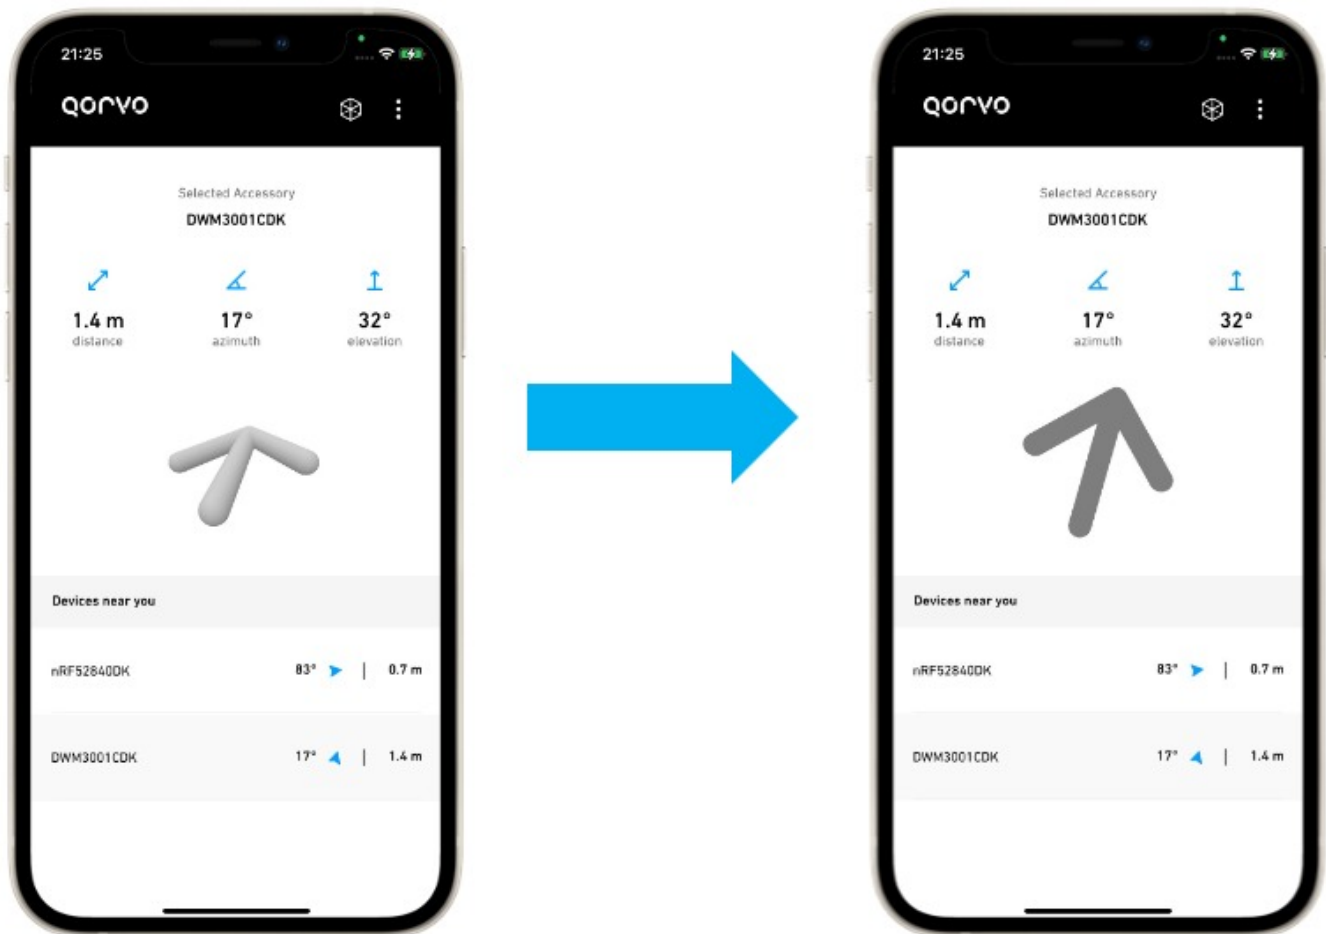 21:25
QORVO
Selected Accessory
DWM3001CDK
1.4 m 17° 32°
distance azimuth elevation
Devices near you
nRF52840DK 83° | 0.7 m
DWM3001CDK 17° | 1.4 m
21:25
QORVO
Selected Accessory
DWM3001CDK
1.4 m 17° 32°
distance azimuth elevation
Devices near you
nRF52840DK 83° | 0.7 m
DWM3001CDK 17° | 1.4 m